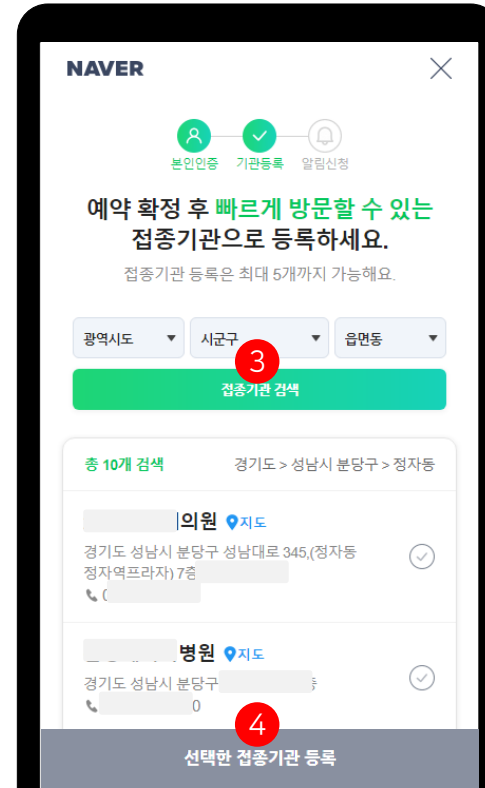 NAVER
본인인증 기관등록 알림신청
예약 확정 후 빠르게 방문할 수 있는
접종기관으로 등록하세요.
접종기관 등록은 최대 5개까지 가능해요.
광역시도 시군구 읍면동
3
접종기관 검색
총 10개 검색 경기도 > 성남시 분당구 > 정자동
의원 지도
경기도 성남시 분당구 성남대로 345,(정자동
정자역프라자) 7층
병원 지도
경기도 성남시 분당구
0
4
선택한 접종기관 등록